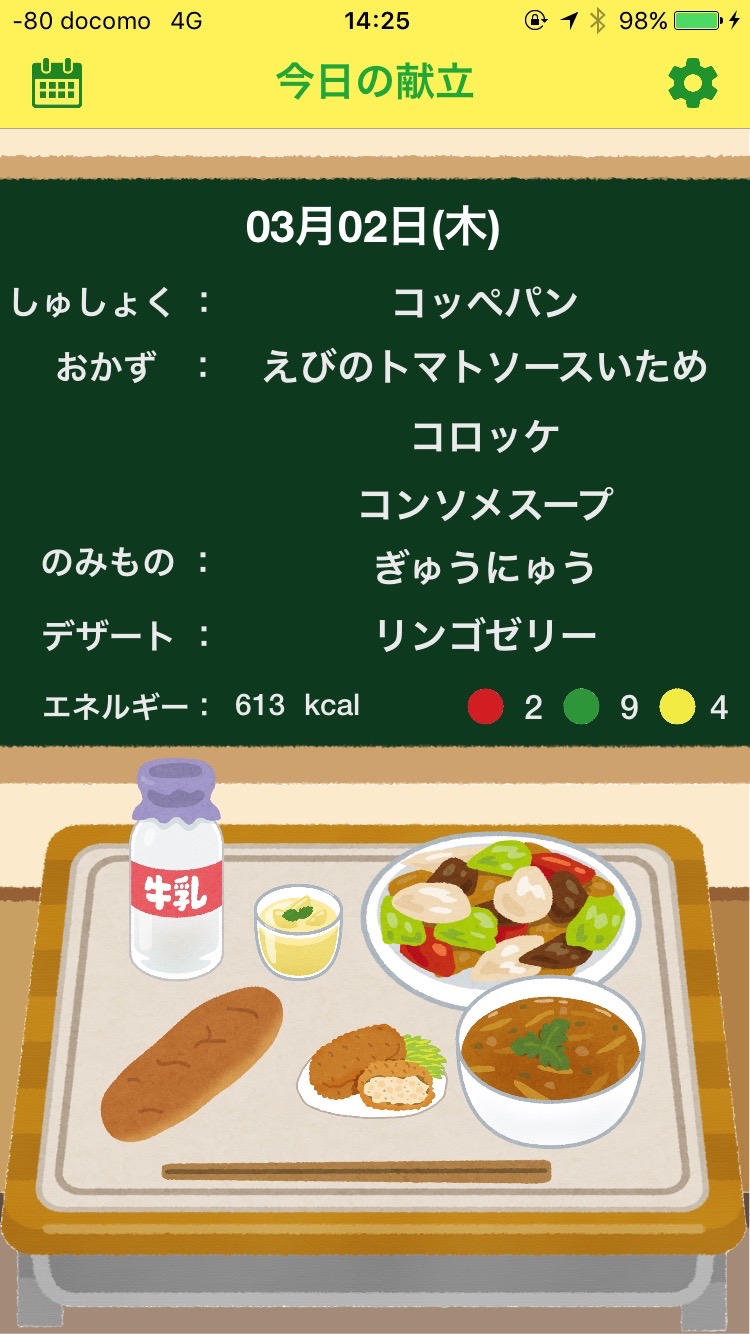 -80 docomo 4G 14:25 98%
今日の献立
03月02日(木)
しゅしょく : コッペパン
おかず : えびのトマトソースいため
コロッケ
コンソメスープ
のみもの : ぎゅうにゅう
デザート : リンゴゼリー
エネルギー: 613 kcal 2 9 4
牛乳